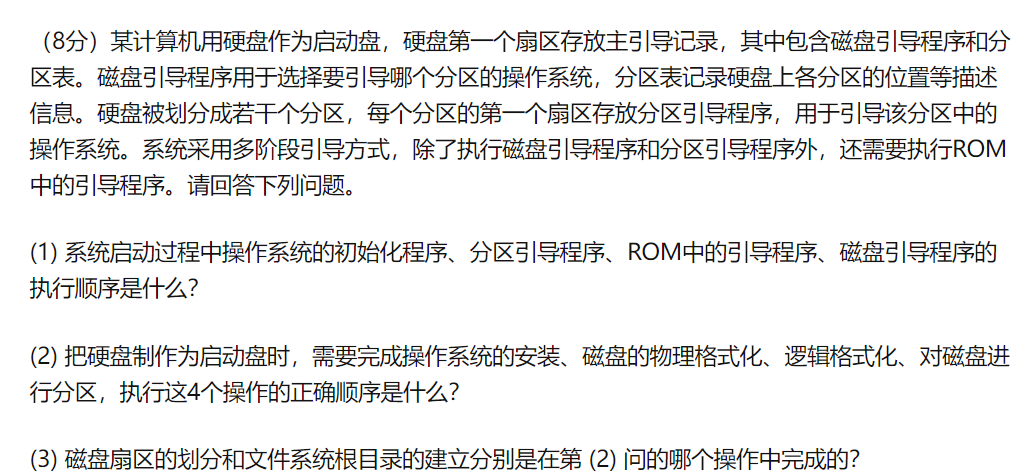 （8分）某计算机用硬盘作为启动盘，硬盘第一个扇区存放主引导记录，其中包含磁盘引导程序和分
区表。磁盘引导程序用于选择要引导哪个分区的操作系统，分区表记录硬盘上各分区的位置等描述
信息。硬盘被划分成若干个分区，每个分区的第一个扇区存放分区引导程序，用于引导该分区中的
操作系统。系统采用多阶段引导方式，除了执行磁盘引导程序和分区引导程序外，还需要执行ROM
中的引导程序。请回答下列问题。
(1) 系统启动过程中操作系统的初始化程序、分区引导程序、ROM中的引导程序、磁盘引导程序的
执行顺序是什么？
(2) 把硬盘制作为启动盘时，需要完成操作系统的安装、磁盘的物理格式化、逻辑格式化、对磁盘进
行分区，执行这4个操作的正确顺序是什么？
(3) 磁盘扇区的划分和文件系统根目录的建立分别是在第 (2) 问的哪个操作中完成的？